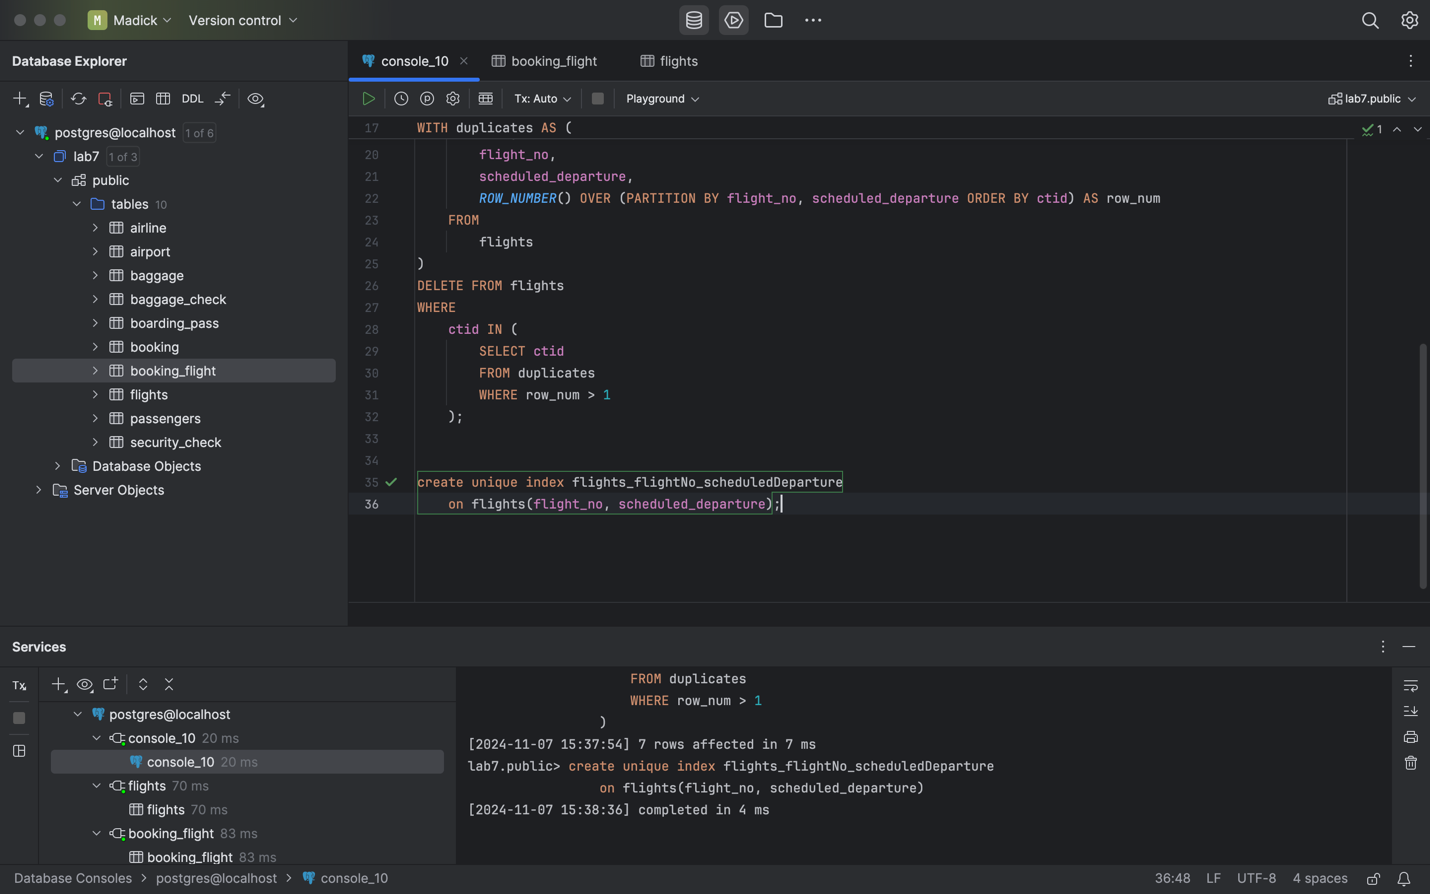 M Madick Version control
Database Explorer
console_10
booking_flight
flights
DDL
Tx: Auto
Playground
lab7.public
postgres@localhost 1 of 6
lab7 1 of 3
public
tables 10
airline
airport
baggage
baggage_check
boarding_pass
booking
booking_flight
flights
passengers
security_check
Database Objects
Server Objects
17 WITH duplicates AS (
1
20 flight_no,
21 scheduled_departure,
22 ROW_NUMBER() OVER (PARTITION BY flight_no, scheduled_departure ORDER BY ctid) AS row_num
23 FROM
24 flights
25 )
26 DELETE FROM flights
27 WHERE
28 ctid IN (
29 SELECT ctid
30 FROM duplicates
31 WHERE row_num > 1
32 );
33
34
35 create unique index flights_flightNo_scheduledDeparture
36 on flights(flight_no, scheduled_departure);
Services
Tx
postgres@localhost
console_10 20 ms
console_10 20 ms
flights 70 ms
flights 70 ms
booking_flight 83 ms
booking_flight 83 ms
FROM duplicates
WHERE row_num > 1
)
[2024-11-07 15:37:54] 7 rows affected in 7 ms
lab7.public> create unique index flights_flightNo_scheduledDeparture
on flights(flight_no, scheduled_departure)
[2024-11-07 15:38:36] completed in 4 ms
Database Consoles > postgres@localhost > console_10
36:48 LF UTF-8 4 spaces